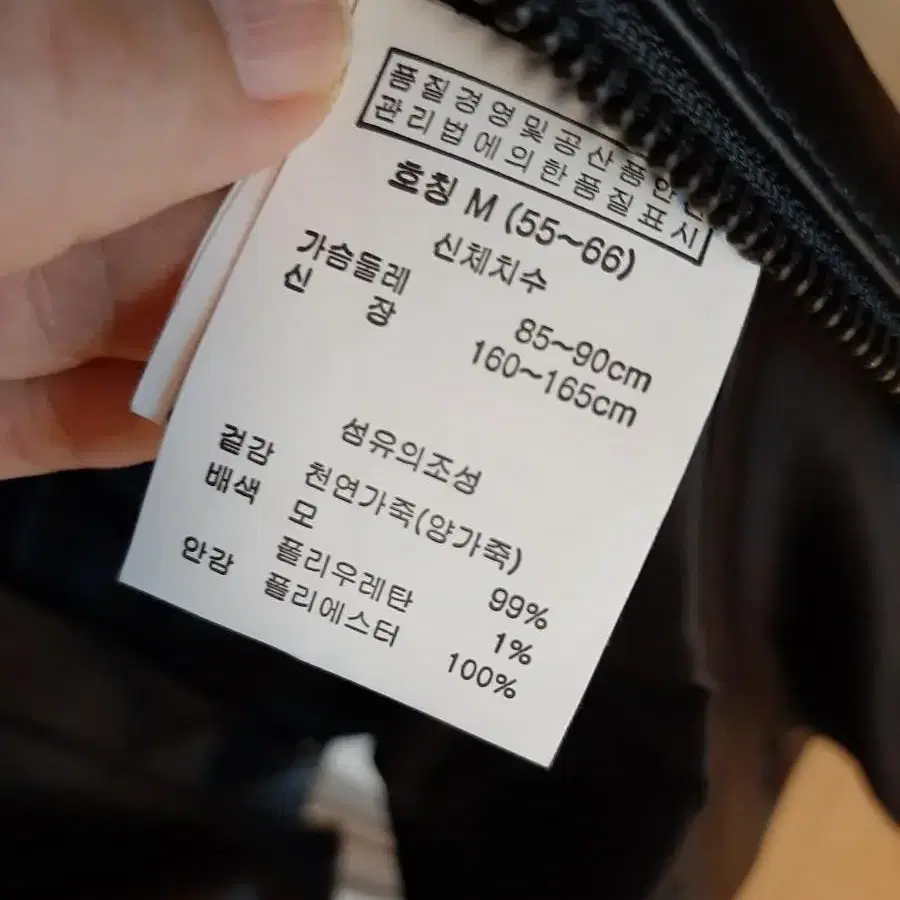 품질경영및공산품안전
관리법에의한품질표시
호칭 M (55~66)
신체치수
가슴둘레 85~90cm
신 장 160~165cm
섬유의조성
겉감 천연가죽(양가죽)
배색 모 99%
폴리우레탄 1%
안감 폴리에스터 100%